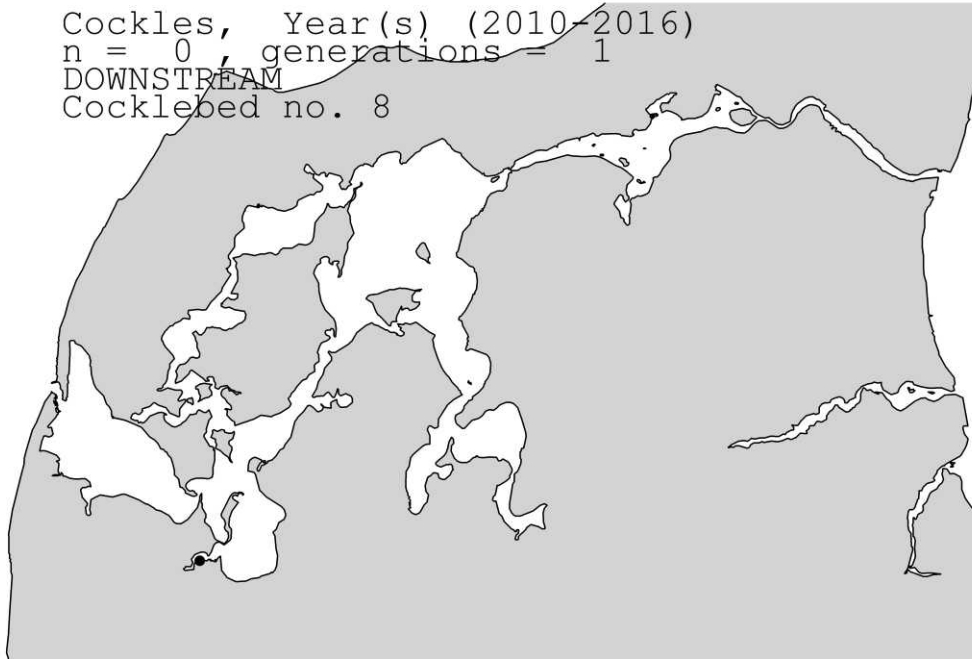 Cockles, Year(s) (2010-2016)
n = 0 , generations = 1
DOWNSTREAM
Cocklebed no. 8